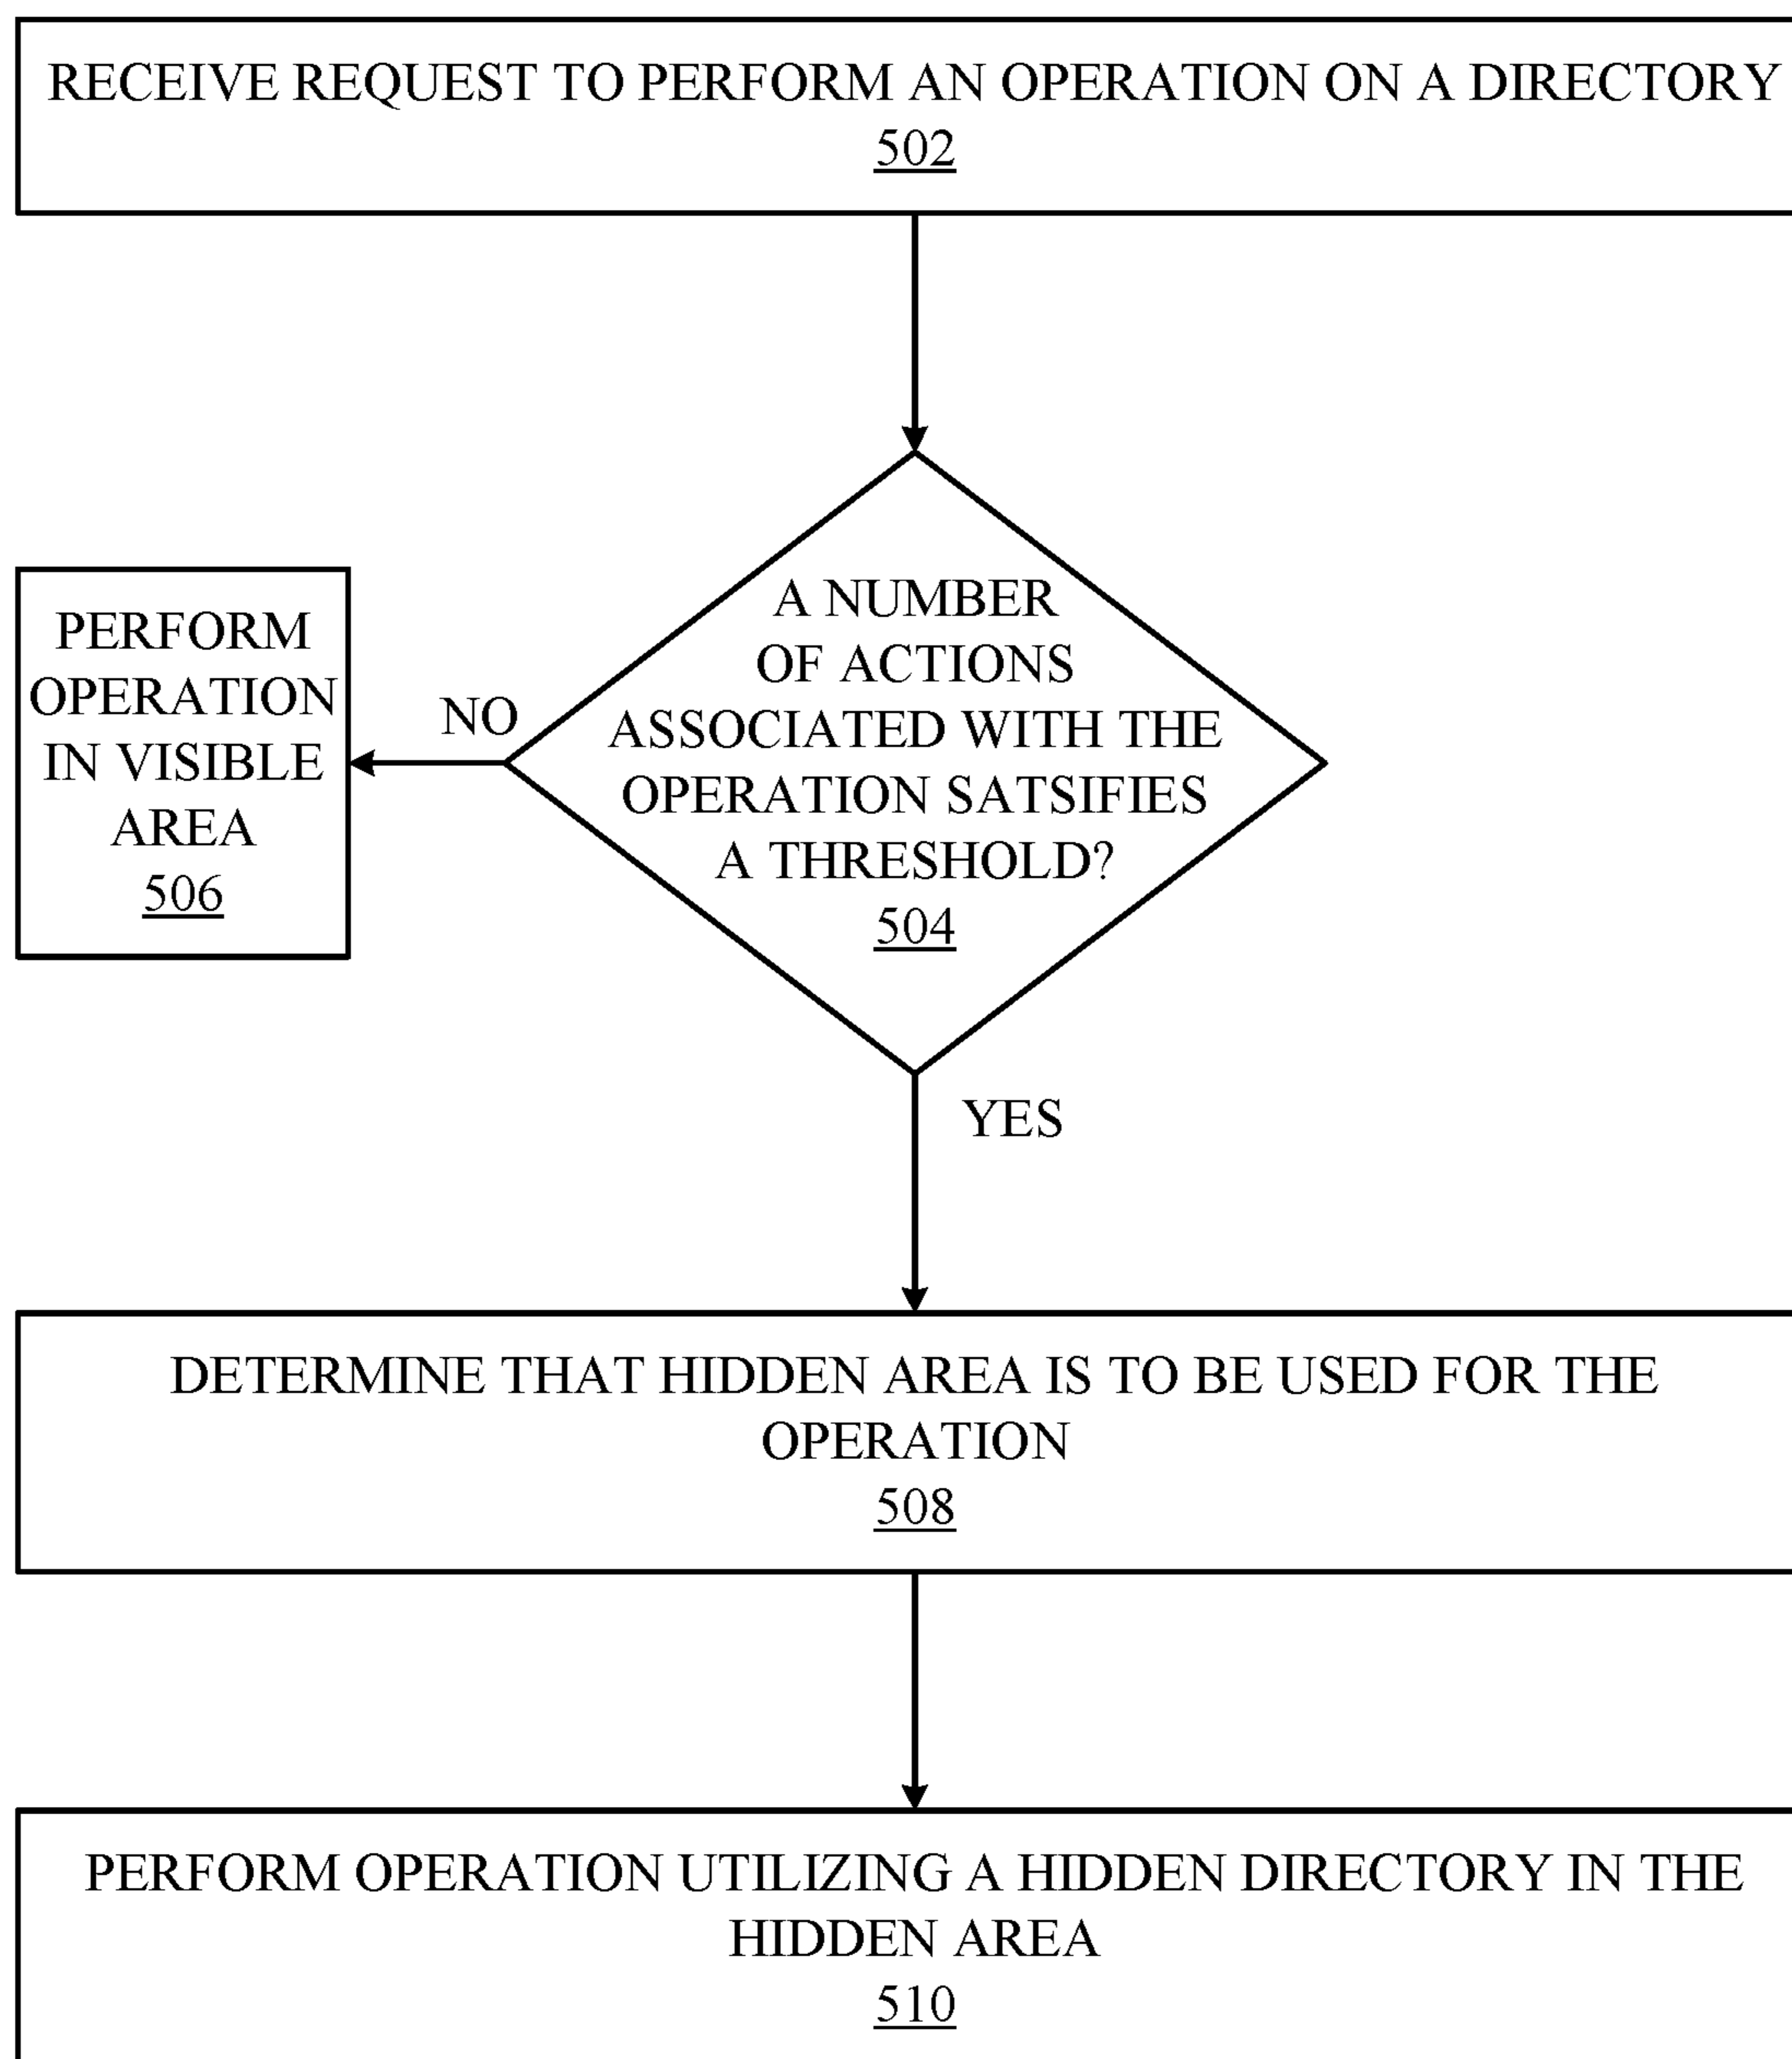 RECEIVE REQUEST TO PERFORM AN OPERATION ON A DIRECTORY
502
A NUMBER
OF ACTIONS
ASSOCIATED WITH THE
OPERATION SATSIFIES
A THRESHOLD?
504
NO
PERFORM
OPERATION
IN VISIBLE
AREA
506
YES
DETERMINE THAT HIDDEN AREA IS TO BE USED FOR THE
OPERATION
508
PERFORM OPERATION UTILIZING A HIDDEN DIRECTORY IN THE
HIDDEN AREA
510